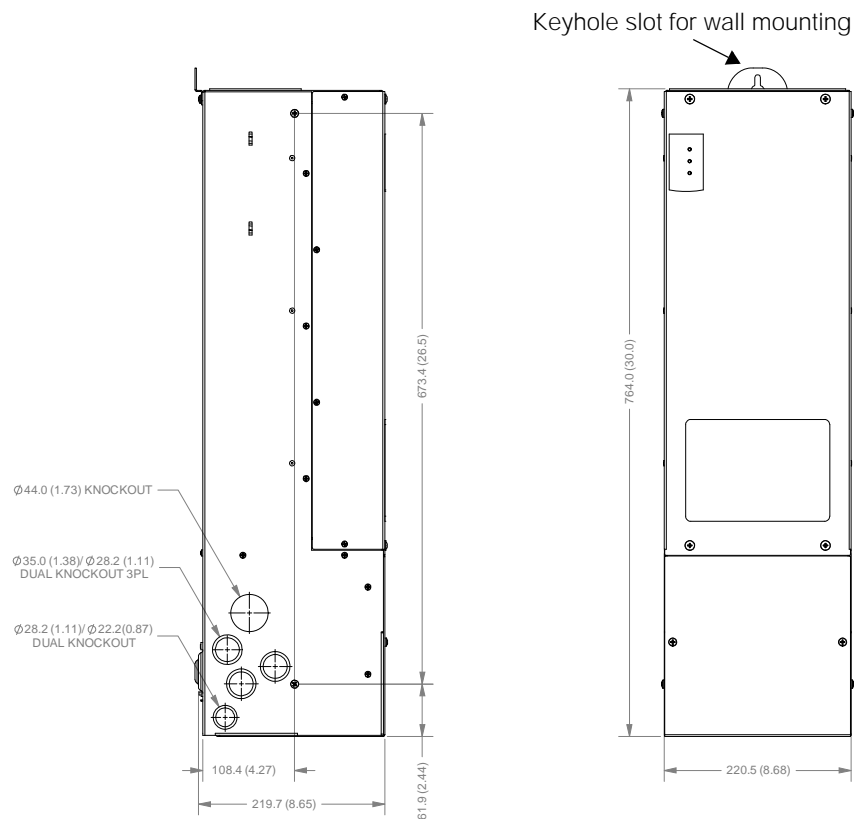 Keyhole slot for wall mounting
673.4 (26.5)
764.0 (30.0)
Ø44.0 (1.73) KNOCKOUT
Ø35.0 (1.38)/ Ø28.2 (1.11)
DUAL KNOCKOUT 3PL
Ø28.2 (1.11)/ Ø22.2(0.87)
DUAL KNOCKOUT
108.4 (4.27)
219.7 (8.65)
61.9 (2.44)
220.5 (8.68)